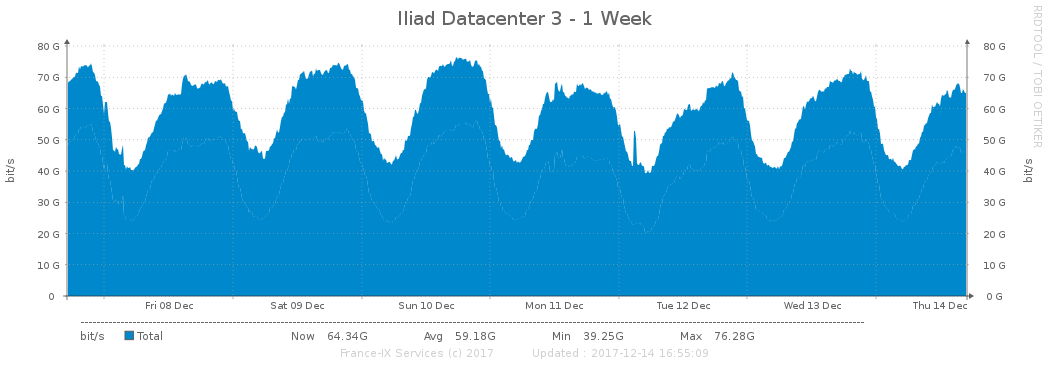 Iliad Datacenter 3 - 1 Week
RRDTOOL / TOBI OETIKER
bit/s
80 G
70 G
60 G
50 G
40 G
30 G
20 G
10 G
0
80 G
70 G
60 G
50 G
40 G
30 G
20 G
10 G
0 G
bit/s
Fri 08 Dec Sat 09 Dec Sun 10 Dec Mon 11 Dec Tue 12 Dec Wed 13 Dec Thu 14 Dec
bit/s Total Now 64.34G Avg 59.18G Min 39.25G Max 76.28G
France-IX Services (c) 2017 Updated : 2017-12-14 16:55:09